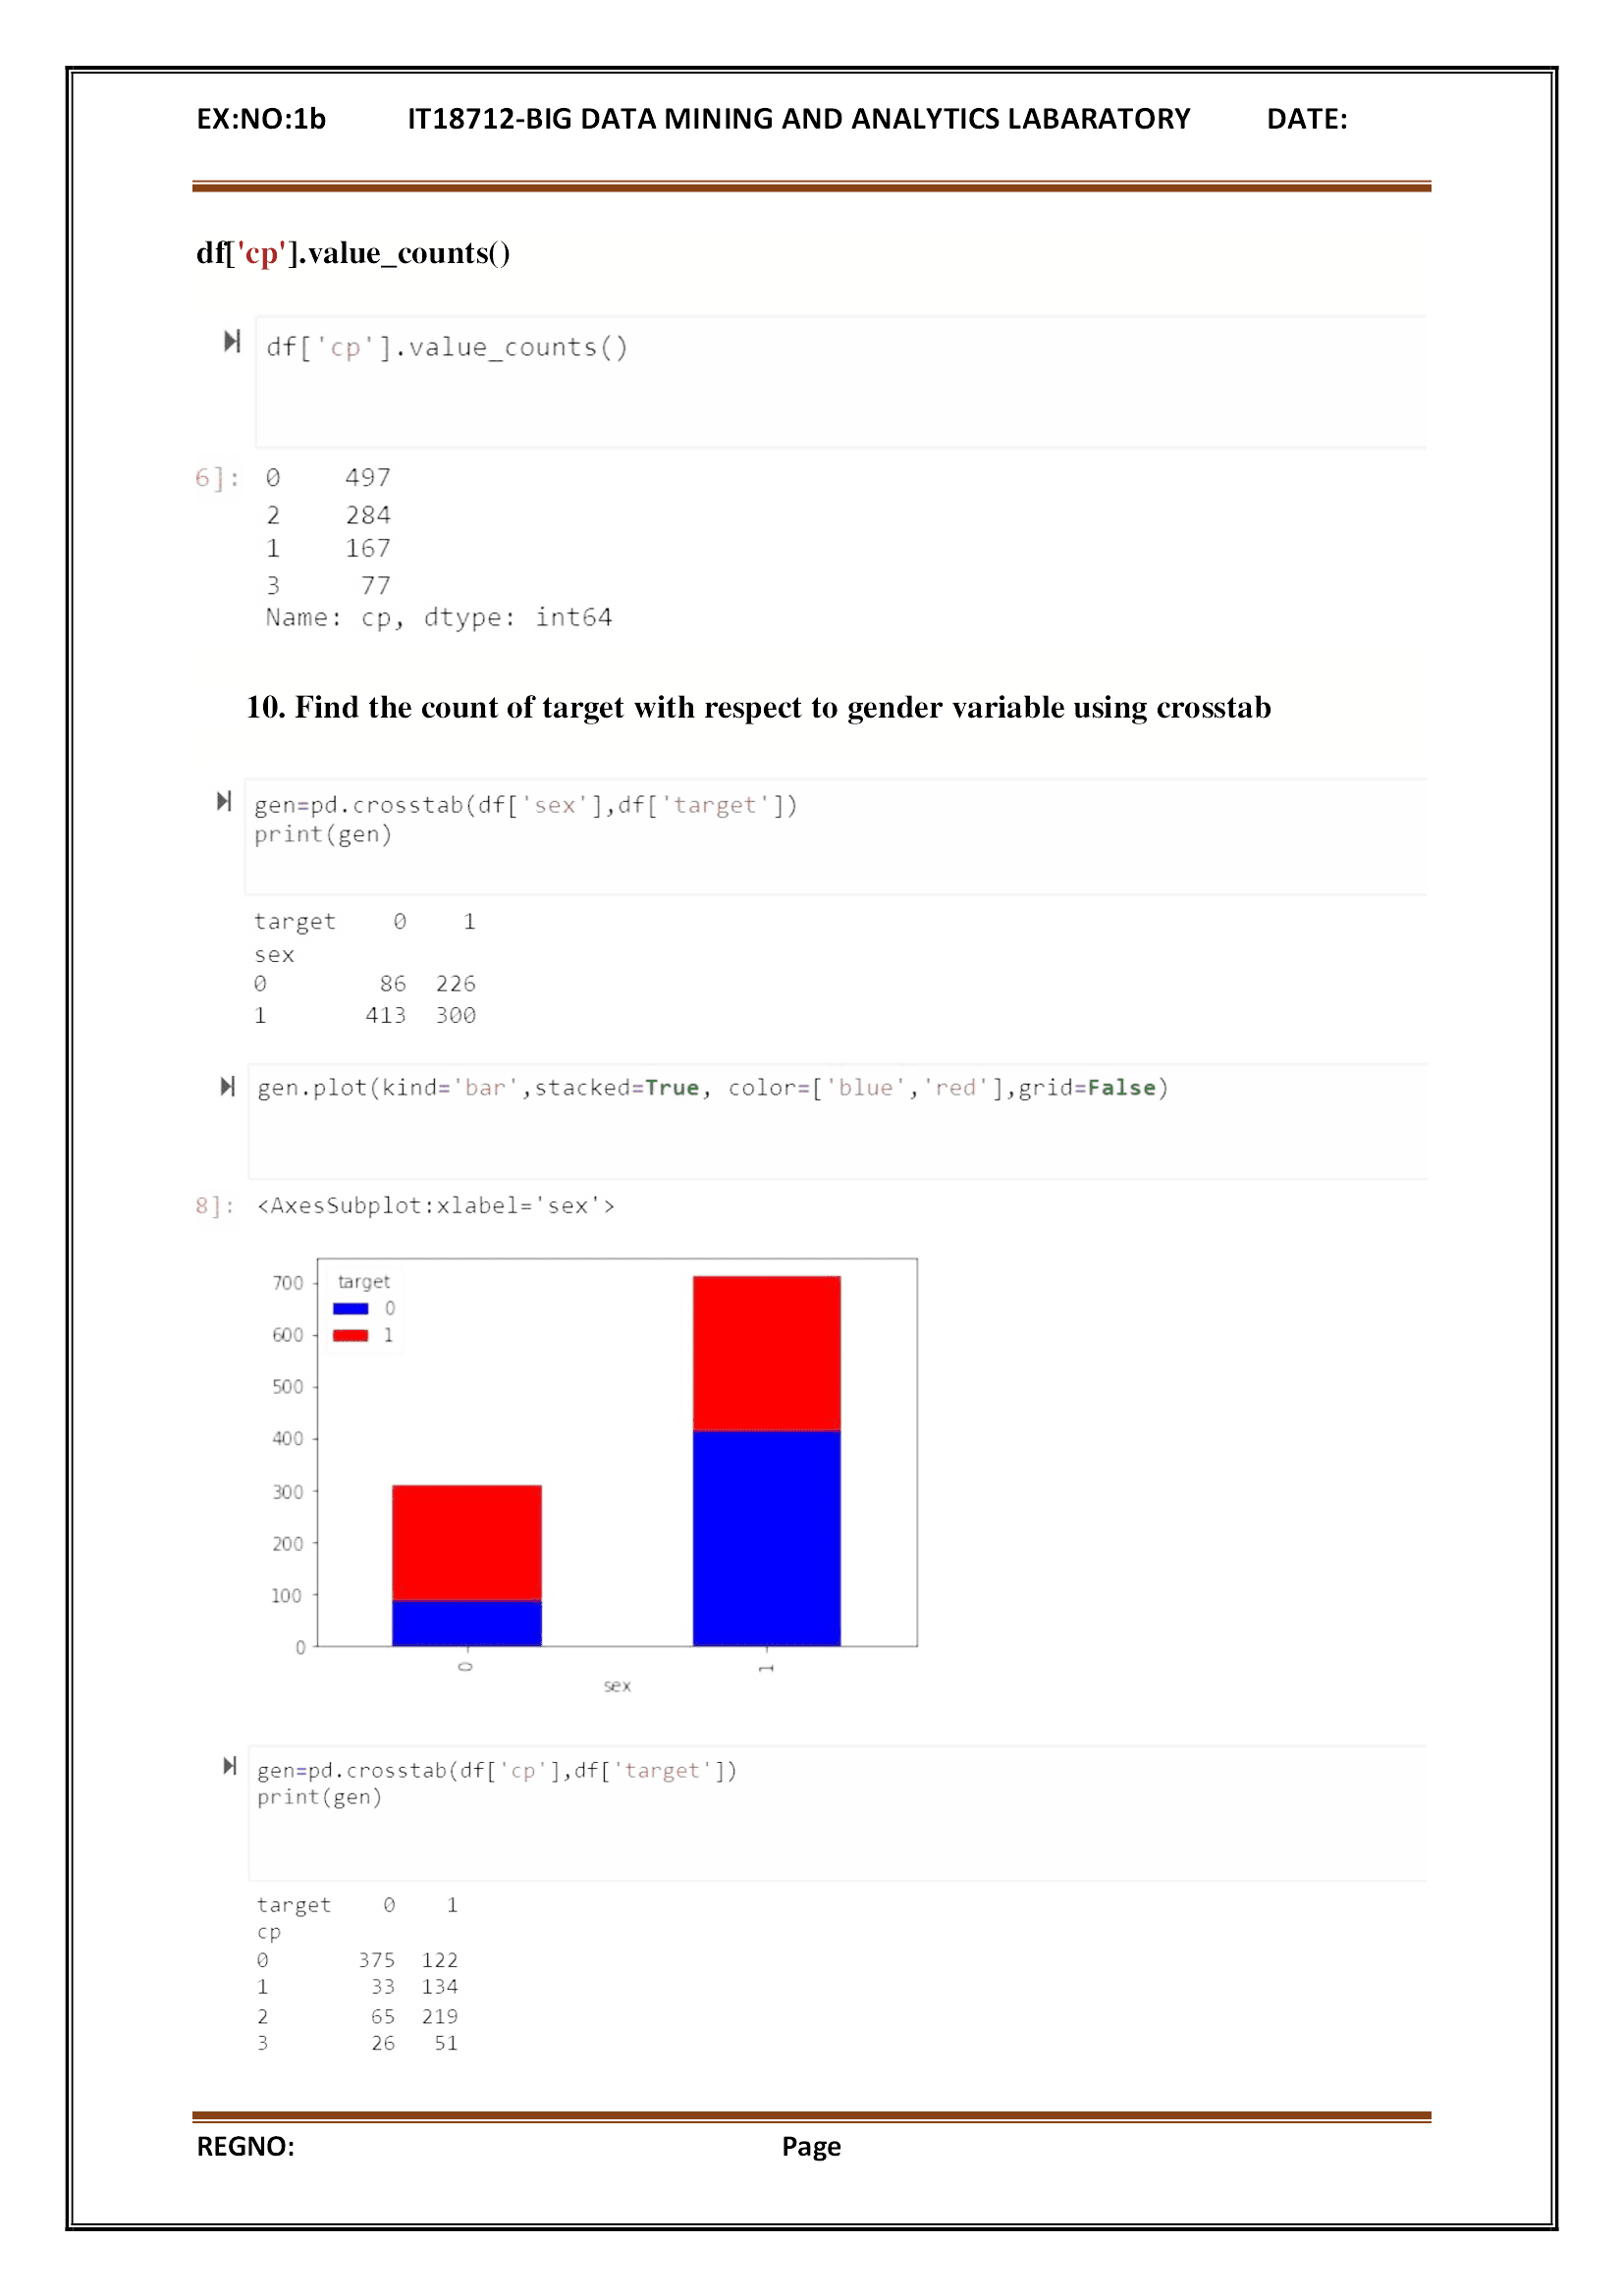 EX:NO:1b IT18712-BIG DATA MINING AND ANALYTICS LABARATORY DATE:
df['cp'].value_counts()
df['cp'].value_counts()
6]: 0 497
2 284
1 167
3 77
Name: cp, dtype: int64
10. Find the count of target with respect to gender variable using crosstab
gen=pd.crosstab(df['sex'],df['target'])
print(gen)
target 0 1
sex
0 86 226
1 413 300
gen.plot(kind='bar',stacked=True, color=['blue','red'],grid=False)
8]: <AxesSubplot:xlabel='sex'>
700
600
500
400
300
200
100
0
target
0
1
0 1
sex
gen=pd.crosstab(df['cp'],df['target'])
print(gen)
target 0 1
cp
0 375 122
1 33 134
2 65 219
3 26 51
REGNO: Page